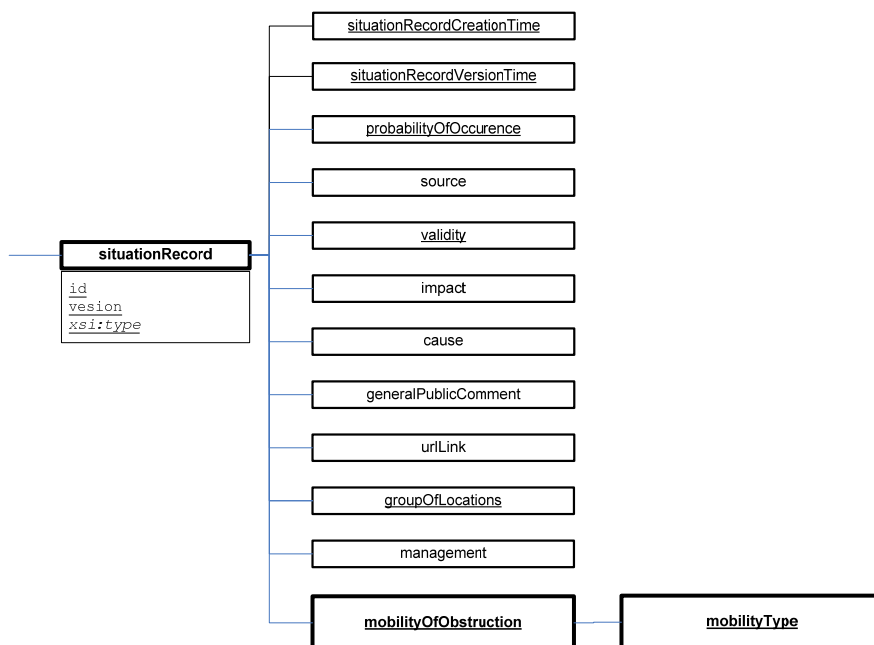 situationRecordCreationTime
situationRecordVersionTime
probabilityOfOccurence
source
validity
situationRecord
id
vesion
xsi:type
impact
cause
generalPublicComment
urlLink
groupOfLocations
management
mobilityOfObstruction
mobilityType